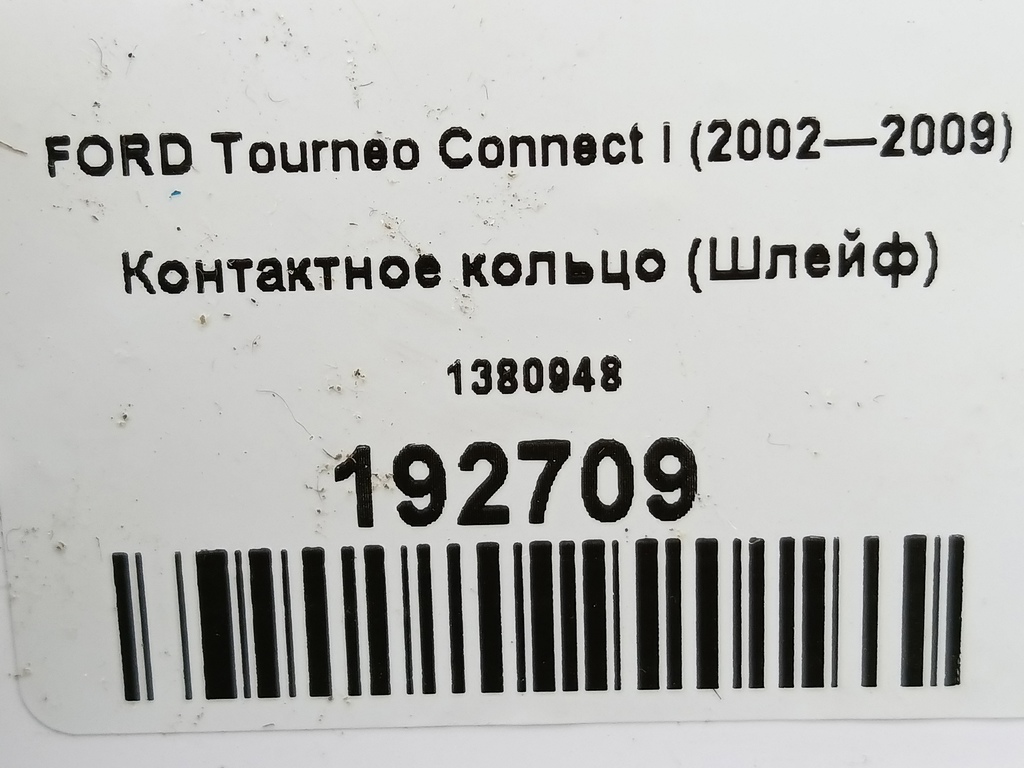 FORD Tourneo Connect I (2002—2009)
Контактное кольцо (Шлейф)
1380948
192709